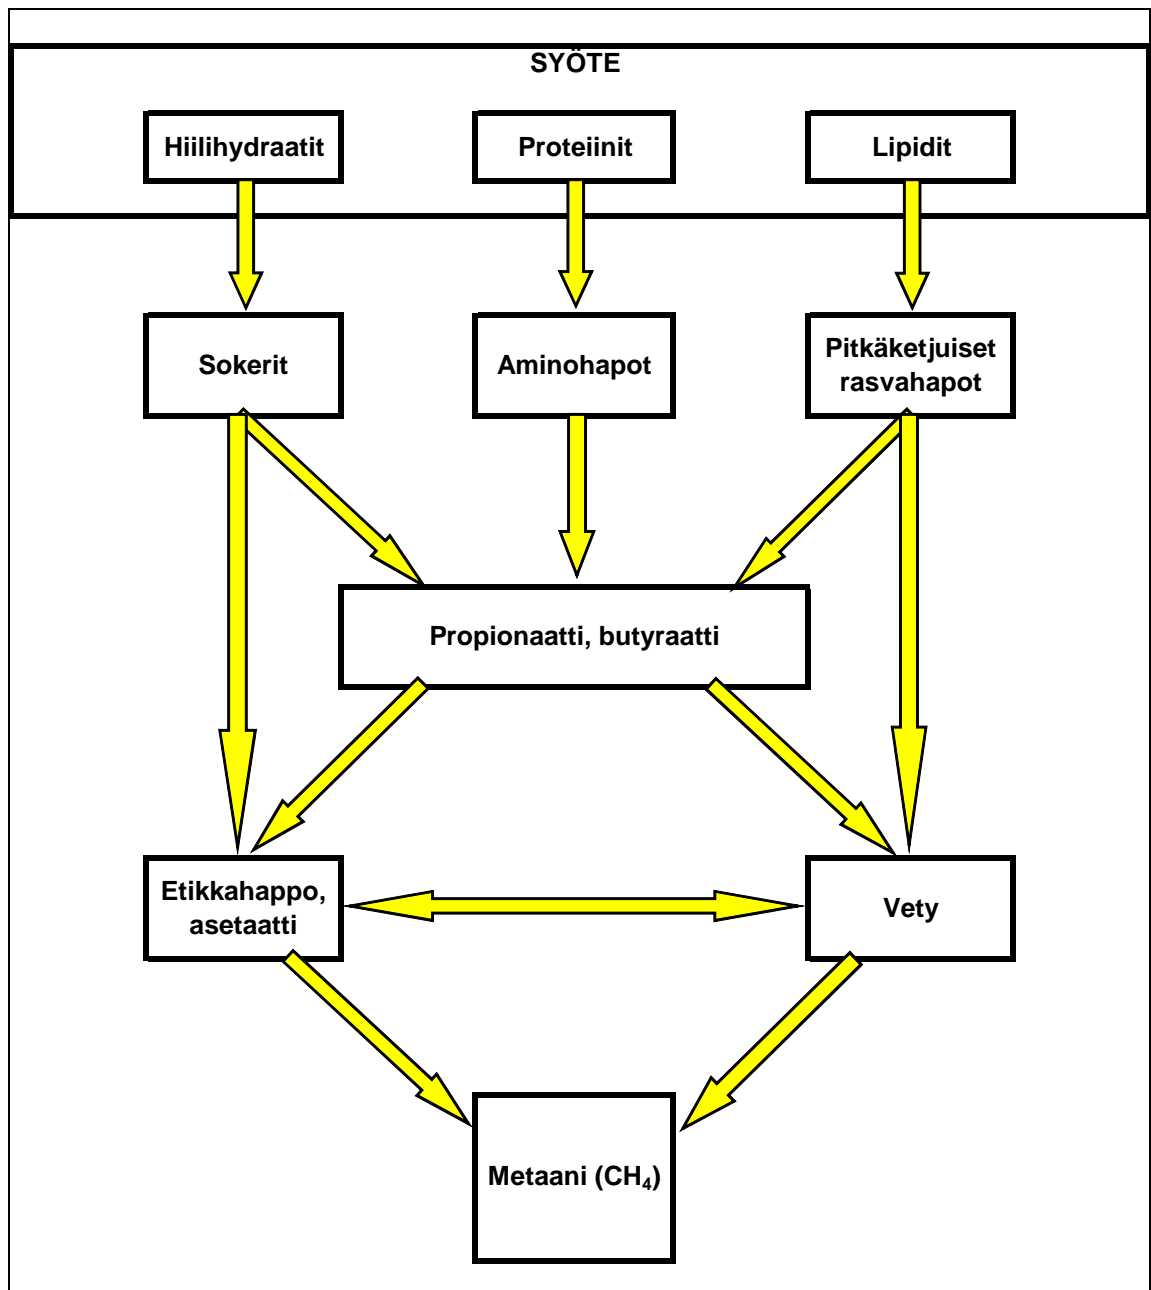 SYÖTE
Hiilihydraatit
Proteiinit
Lipidit
Sokerit
Aminohapot
Pitkäketjuiset
rasvahapot
Propionaatti, butyraatti
Etikkahappo,
asetaatti
Vety
Metaani (CH₄)